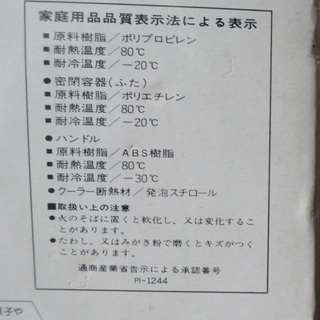 家庭用品品質表示法による表示
■原料樹脂/ポリプロピレン
■耐熱温度/80℃
■耐冷温度/-20℃
●密閉容器(ふた)
■原料樹脂/ポリエチレン
■耐熱温度/80℃
■耐冷温度/-20℃
●ハンドル
■原料樹脂/ABS樹脂
■耐熱温度/80℃
■耐冷温度/-30℃
●クーラー断熱材/発泡スチロール
■取扱い上の注意
●火のそばに置くと軟化し、又は変化するこ
とがあります。
●たわし、又はみがき粉で磨くとキズがつく
ことがあります。
通商産業省告示による承認番号
PI-1244
子や